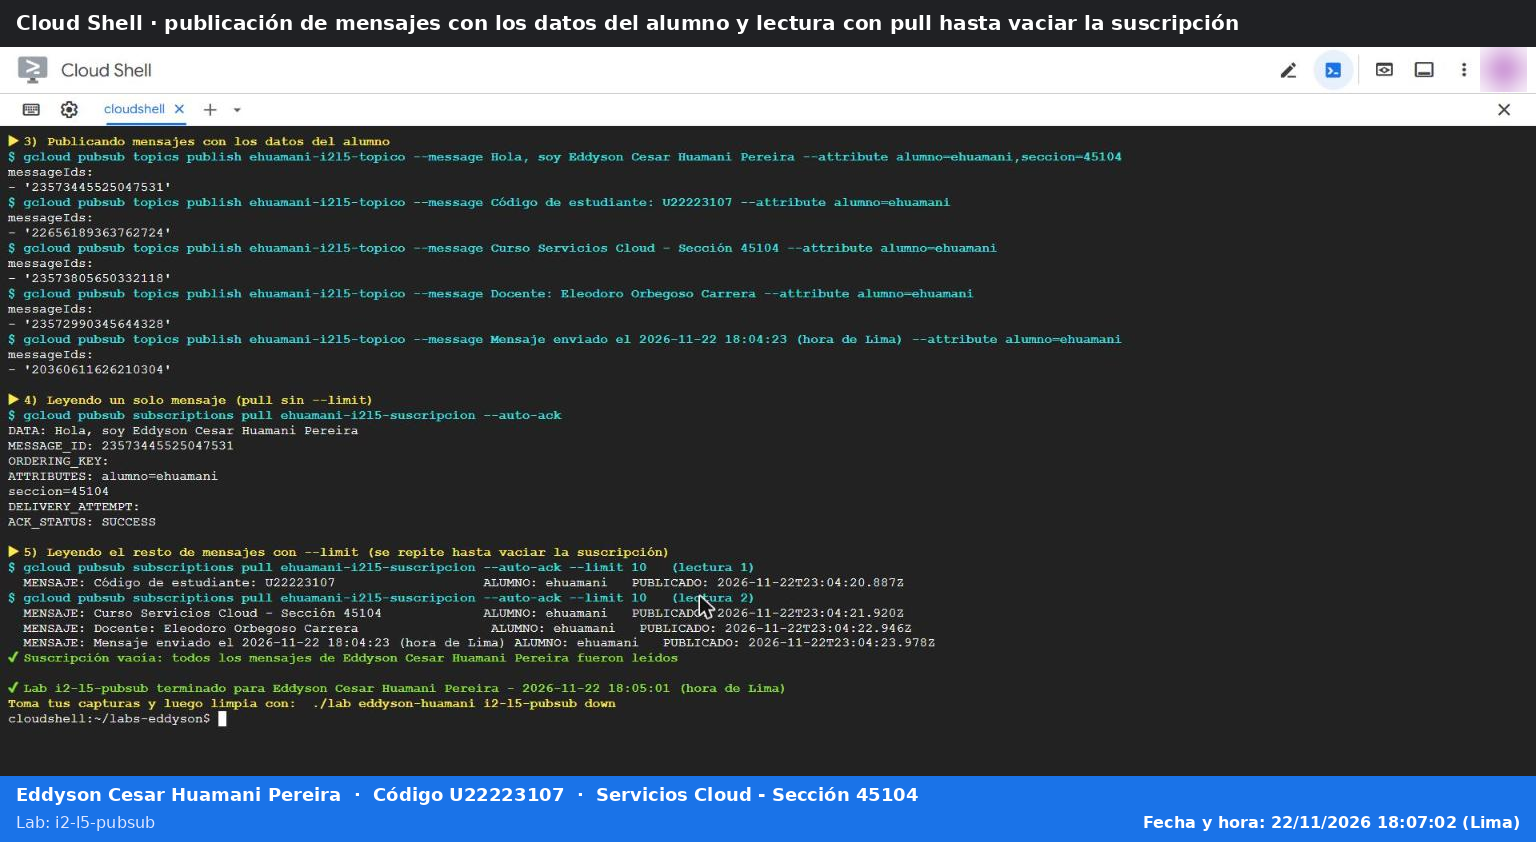 Cloud Shell · publicación de mensajes con los datos del alumno y lectura con pull hasta vaciar la suscripción
Cloud Shell
cloudshell
▶ 3) Publicando mensajes con los datos del alumno
$ gcloud pubsub topics publish ehuamani-i2l5-topico --message Hola, soy Eddyson Cesar Huamani Pereira --attribute alumno=ehuamani,seccion=45104
messageIds:
- '23573445525047531'
$ gcloud pubsub topics publish ehuamani-i2l5-topico --message Código de estudiante: U22223107 --attribute alumno=ehuamani
messageIds:
- '22656189363762724'
$ gcloud pubsub topics publish ehuamani-i2l5-topico --message Curso Servicios Cloud - Sección 45104 --attribute alumno=ehuamani
messageIds:
- '23573805650332118'
$ gcloud pubsub topics publish ehuamani-i2l5-topico --message Docente: Eleodoro Orbegoso Carrera --attribute alumno=ehuamani
messageIds:
- '23572990345644328'
$ gcloud pubsub topics publish ehuamani-i2l5-topico --message Mensaje enviado el 2026-11-22 18:04:23 (hora de Lima) --attribute alumno=ehuamani
messageIds:
- '20360611626210304'
▶ 4) Leyendo un solo mensaje (pull sin --limit)
$ gcloud pubsub subscriptions pull ehuamani-i2l5-suscripcion --auto-ack
DATA: Hola, soy Eddyson Cesar Huamani Pereira
MESSAGE_ID: 23573445525047531
ORDERING_KEY:
ATTRIBUTES: alumno=ehuamani
seccion=45104
DELIVERY_ATTEMPT:
ACK_STATUS: SUCCESS
▶ 5) Leyendo el resto de mensajes con --limit (se repite hasta vaciar la suscripción)
$ gcloud pubsub subscriptions pull ehuamani-i2l5-suscripcion --auto-ack --limit 10 (lectura 1)
MENSAJE: Código de estudiante: U22223107 ALUMNO: ehuamani PUBLICADO: 2026-11-22T23:04:20.887Z
$ gcloud pubsub subscriptions pull ehuamani-i2l5-suscripcion --auto-ack --limit 10 (lectura 2)
MENSAJE: Curso Servicios Cloud - Sección 45104 ALUMNO: ehuamani PUBLICADO: 2026-11-22T23:04:21.920Z
MENSAJE: Docente: Eleodoro Orbegoso Carrera ALUMNO: ehuamani PUBLICADO: 2026-11-22T23:04:22.946Z
MENSAJE: Mensaje enviado el 2026-11-22 18:04:23 (hora de Lima) ALUMNO: ehuamani PUBLICADO: 2026-11-22T23:04:23.978Z
✔ Suscripción vacía: todos los mensajes de Eddyson Cesar Huamani Pereira fueron leídos
✔ Lab i2-l5-pubsub terminado para Eddyson Cesar Huamani Pereira - 2026-11-22 18:05:01 (hora de Lima)
Toma tus capturas y luego limpia con: ./lab eddyson-huamani i2-l5-pubsub down
cloudshell:~/labs-eddyson$
Eddyson Cesar Huamani Pereira · Código U22223107 · Servicios Cloud - Sección 45104
Lab: i2-l5-pubsub
Fecha y hora: 22/11/2026 18:07:02 (Lima)